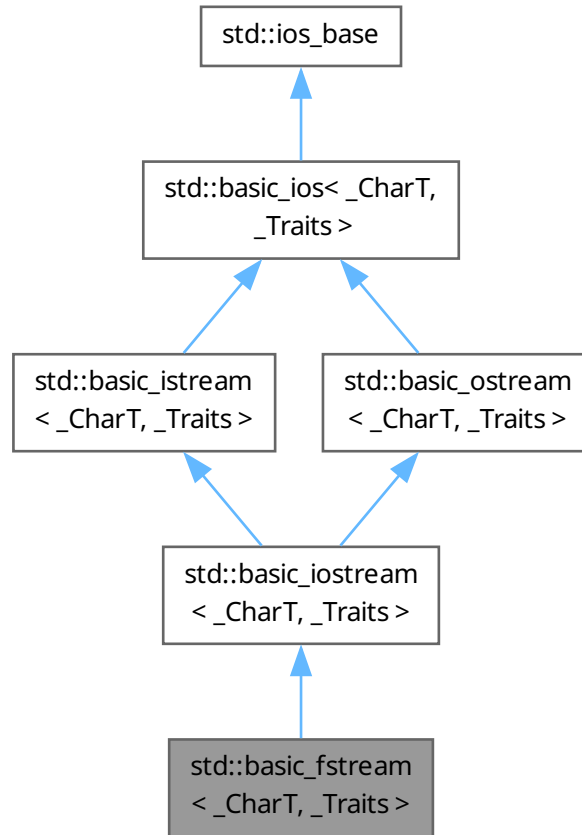 std::ios_base
std::basic_ios< _CharT,
_Traits >
std::basic_istream
< _CharT, _Traits >
std::basic_ostream
< _CharT, _Traits >
std::basic_iostream
< _CharT, _Traits >
std::basic_fstream
< _CharT, _Traits >